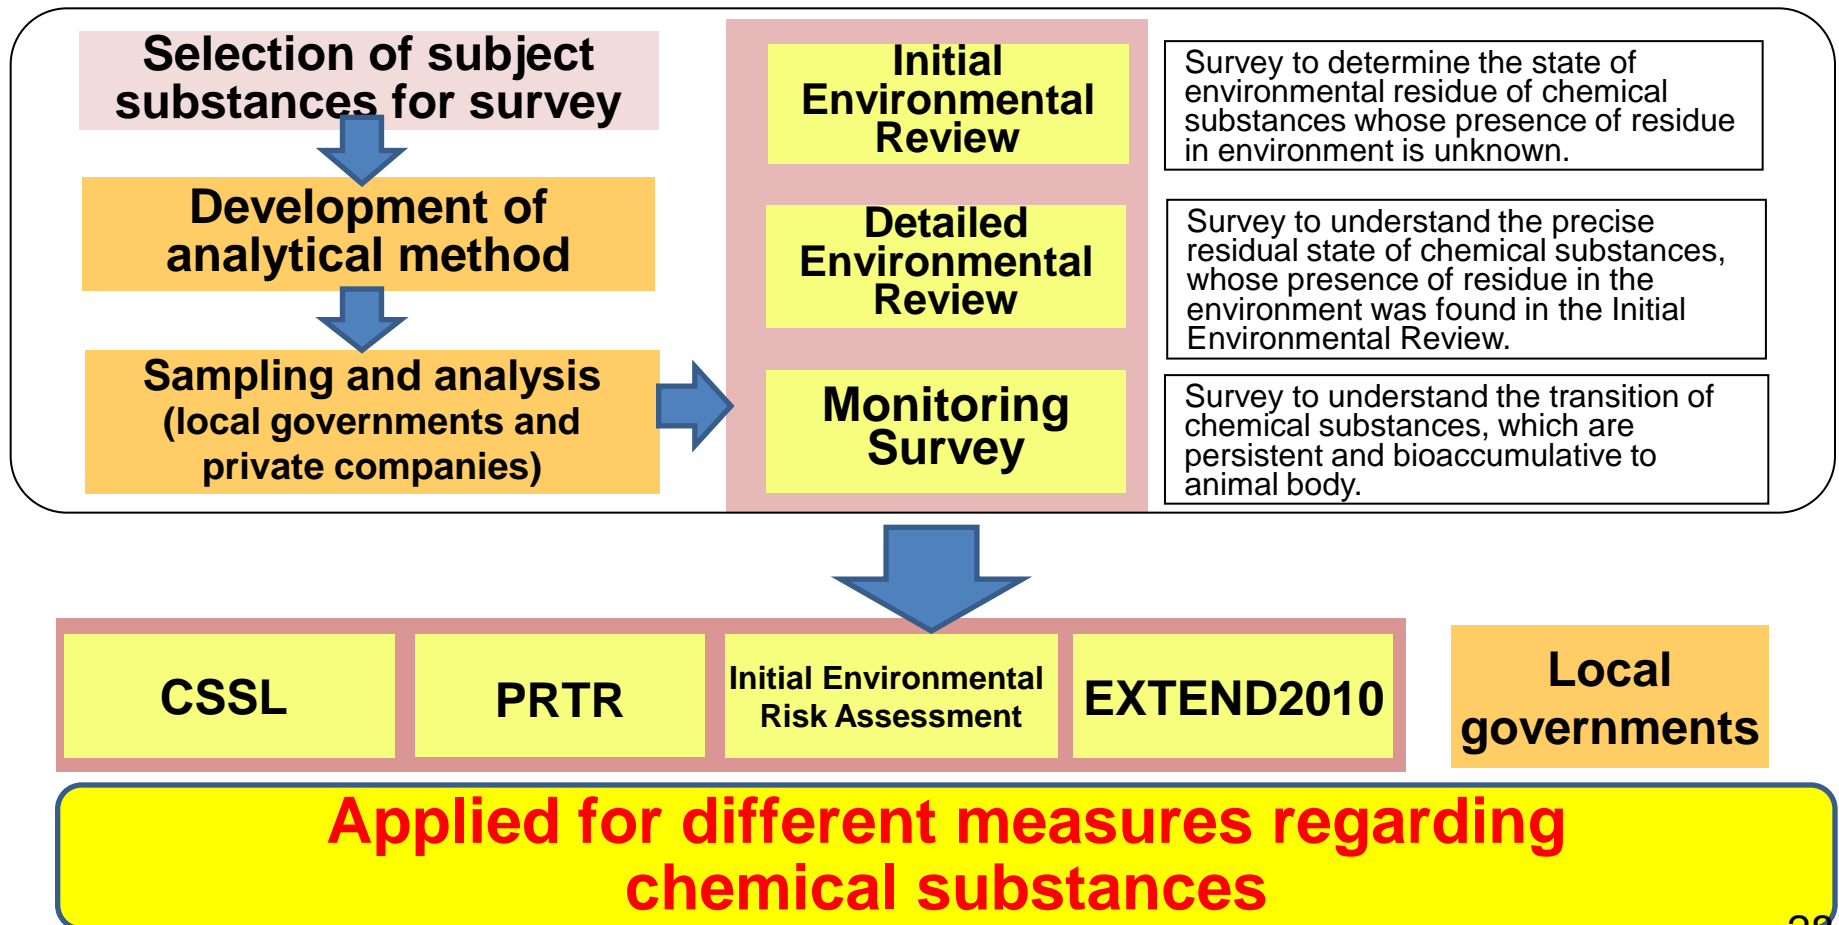 Selection of subject
substances for survey
Development of
analytical method
Sampling and analysis
(local governments and
private companies)
Initial
Environmental
Review
Survey to determine the state of
environmental residue of chemical
substances whose presence of residue
in environment is unknown.
Detailed
Environmental
Review
Survey to understand the precise
residual state of chemical substances,
whose presence of residue in the
environment was found in the Initial
Environmental Review.
Monitoring
Survey
Survey to understand the transition of
chemical substances, which are
persistent and bioaccumulative to
animal body.
CSSL
PRTR
Initial Environmental
Risk Assessment
EXTEND2010
Local
governments
Applied for different measures regarding
chemical substances